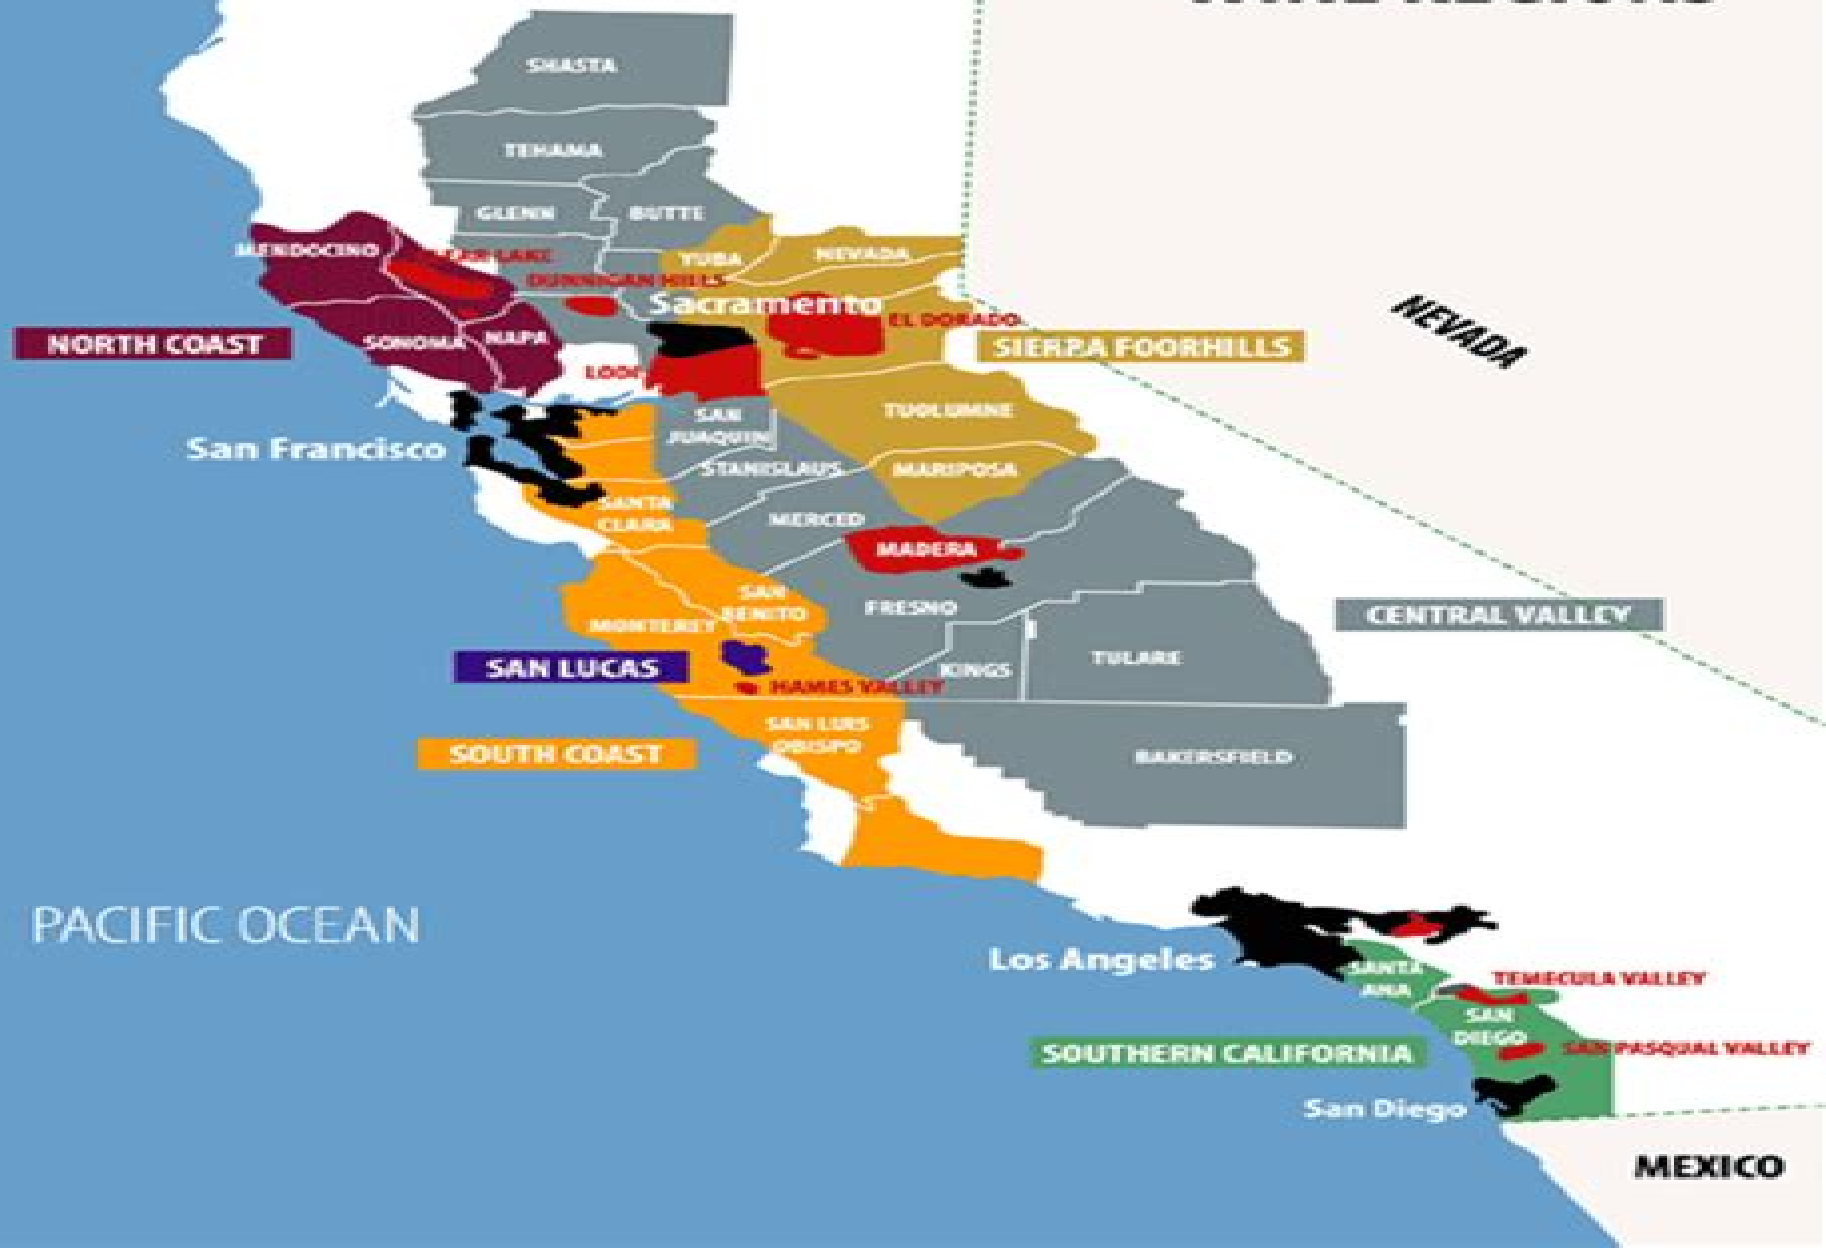 SHASTA
TEHAMA
GLENN
BUTTE
MENDOCINO
LAKE
YUBA
NEVADA
DUNNIGAN HILLS
Sacramento
EL DORADO
NORTH COAST
SONOMA
NAPA
SIERRA FOORHILLS
NEVADA
LODI
TUOLUMNE
SAN
JUAQUIN
San Francisco
STANISLAUS
MARIPOSA
SANTA
CLARA
MERCED
MADERA
SAN
BENITO
FRESNO
MONTEREY
CENTRAL VALLEY
SAN LUCAS
KINGS
TULARE
HAMES VALLEY
SAN LUIS
OBISPO
SOUTH COAST
BAKERSFIELD
PACIFIC OCEAN
Los Angeles
SANTA
ANA
TEMECULA VALLEY
SAN
DIEGO
SAN PASQUAL VALLEY
SOUTHERN CALIFORNIA
San Diego
MEXICO